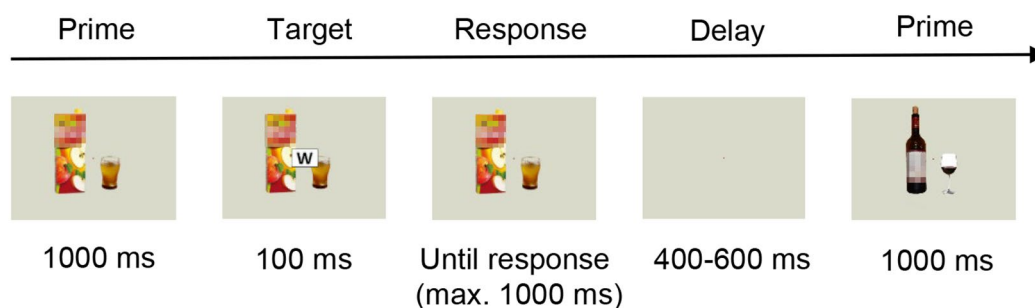 Prime Target Response Delay Prime
W
1000 ms 100 ms Until response 400-600 ms 1000 ms
(max. 1000 ms)